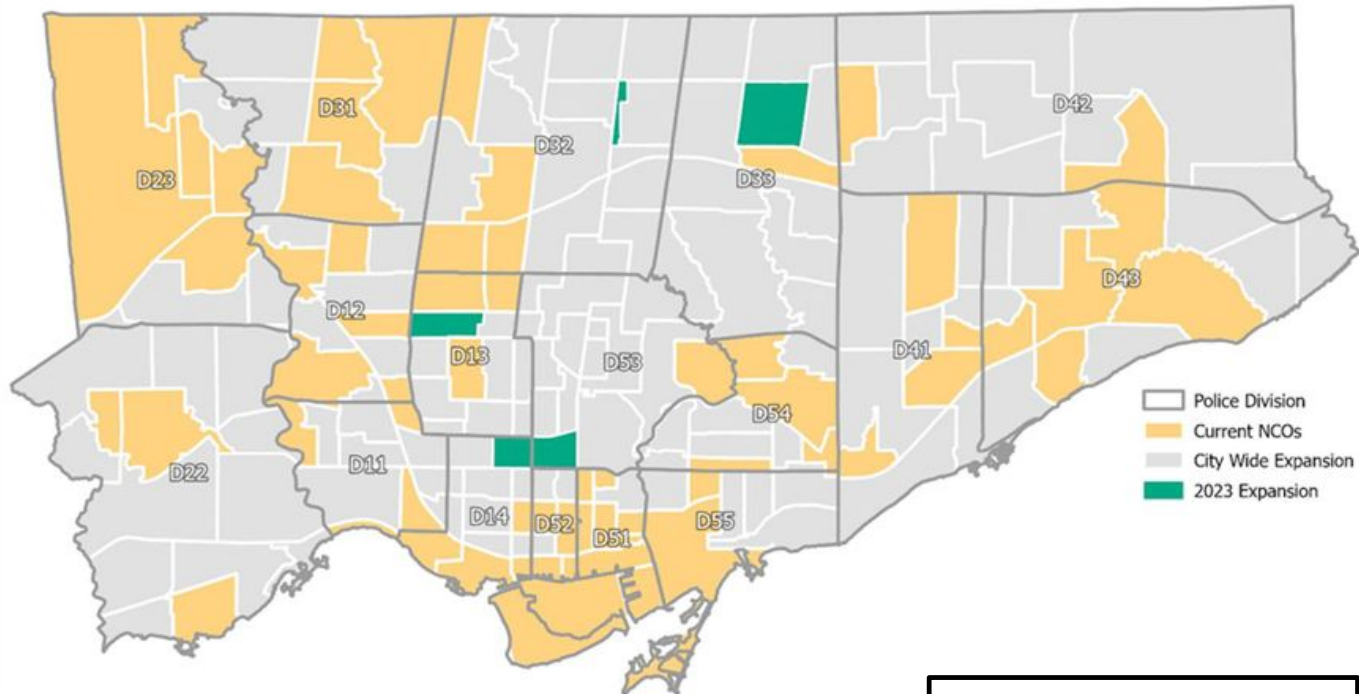 D31
D42
D32
D23
D33
D43
D12
D13
D53
D41
D54
D22
D11
D14
D52
D51
D55
Police Division
Current NCOs
City Wide Expansion
2023 Expansion